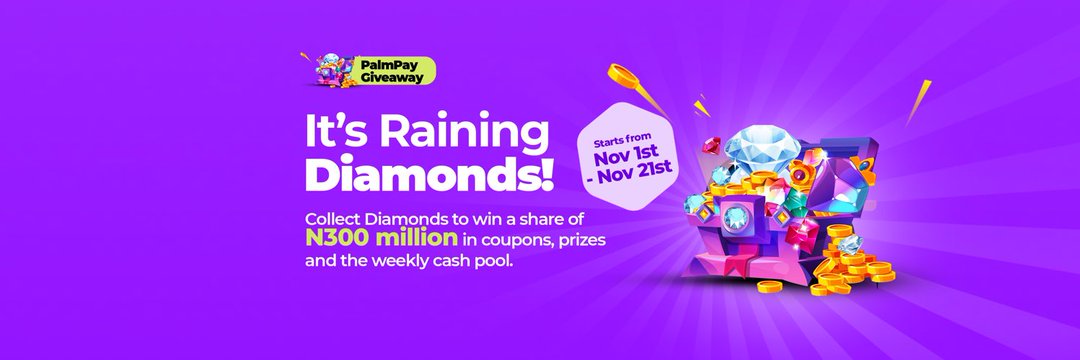 PalmPay
Giveaway
It's Raining
Diamonds!
Starts from
Nov 1st
- Nov 21st
Collect Diamonds to win a share of
N300 million in coupons, prizes
and the weekly cash pool.